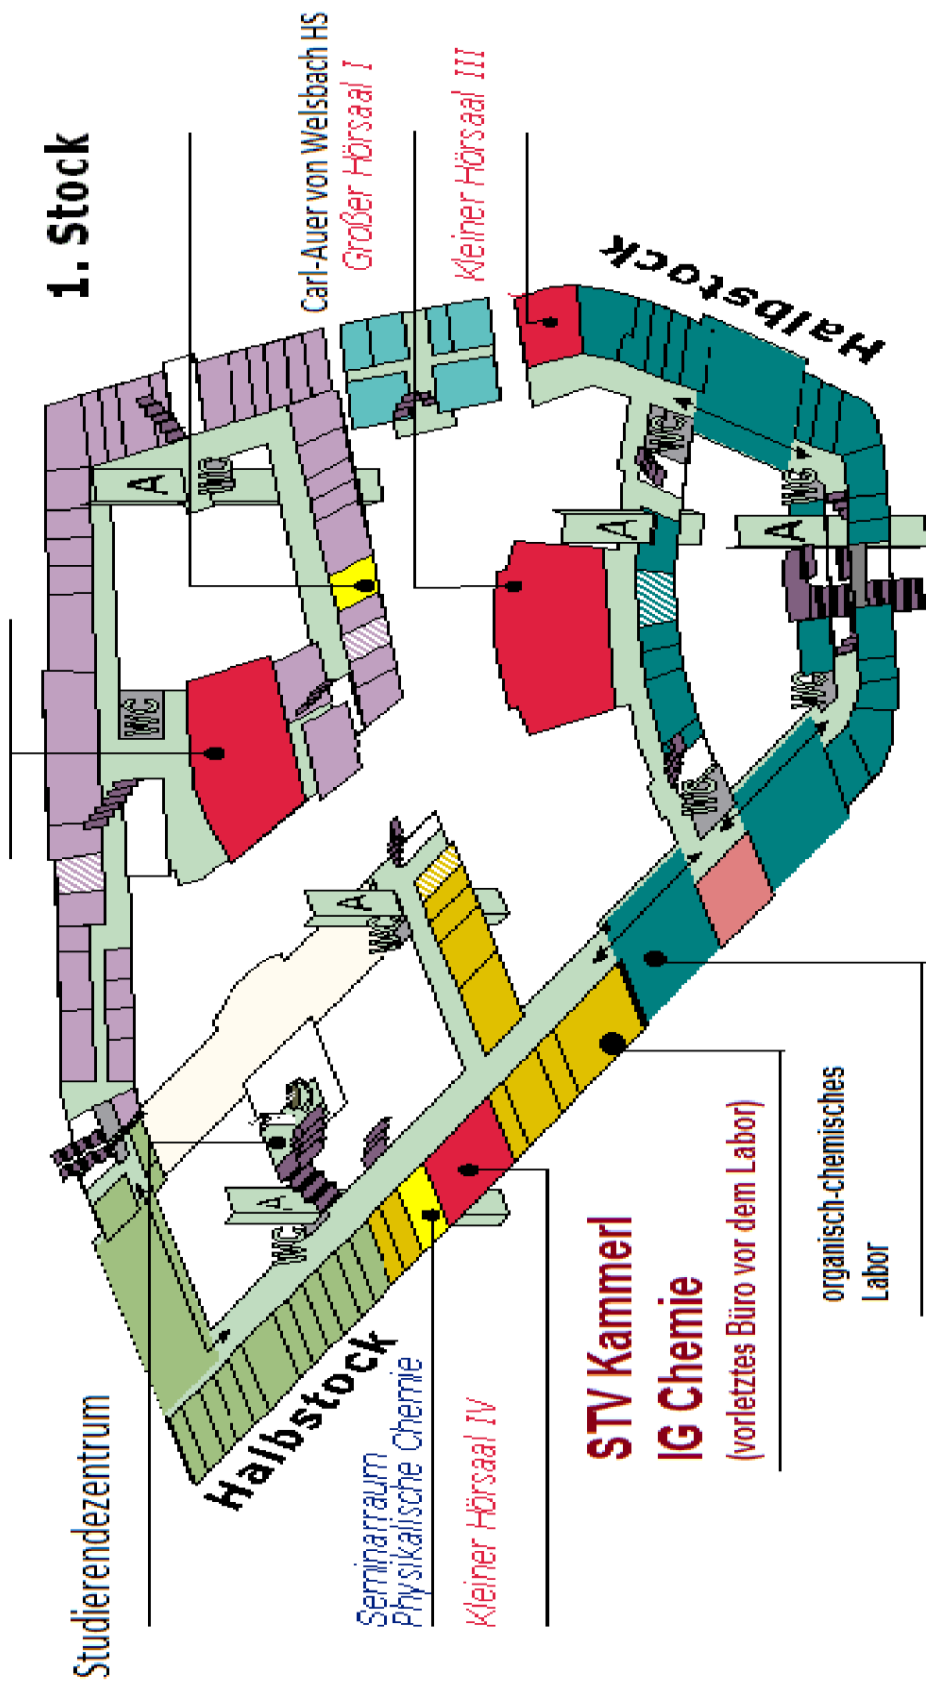 1. Stock
Carl-Auer von Welsbach HS
Großer Hörsaal I
Kleiner Hörsaal III
Halbstock
A
WC
WC
A
WC
A
WC
A
WC
WC
WC
A
WC
Studierendezentrum
Halbstock
Seminarraum
Physikalische Chemie
Kleiner Hörsaal IV
STV Kammerl
IG Chemie
(vorletztes Büro vor dem Labor)
organisch-chemisches
Labor